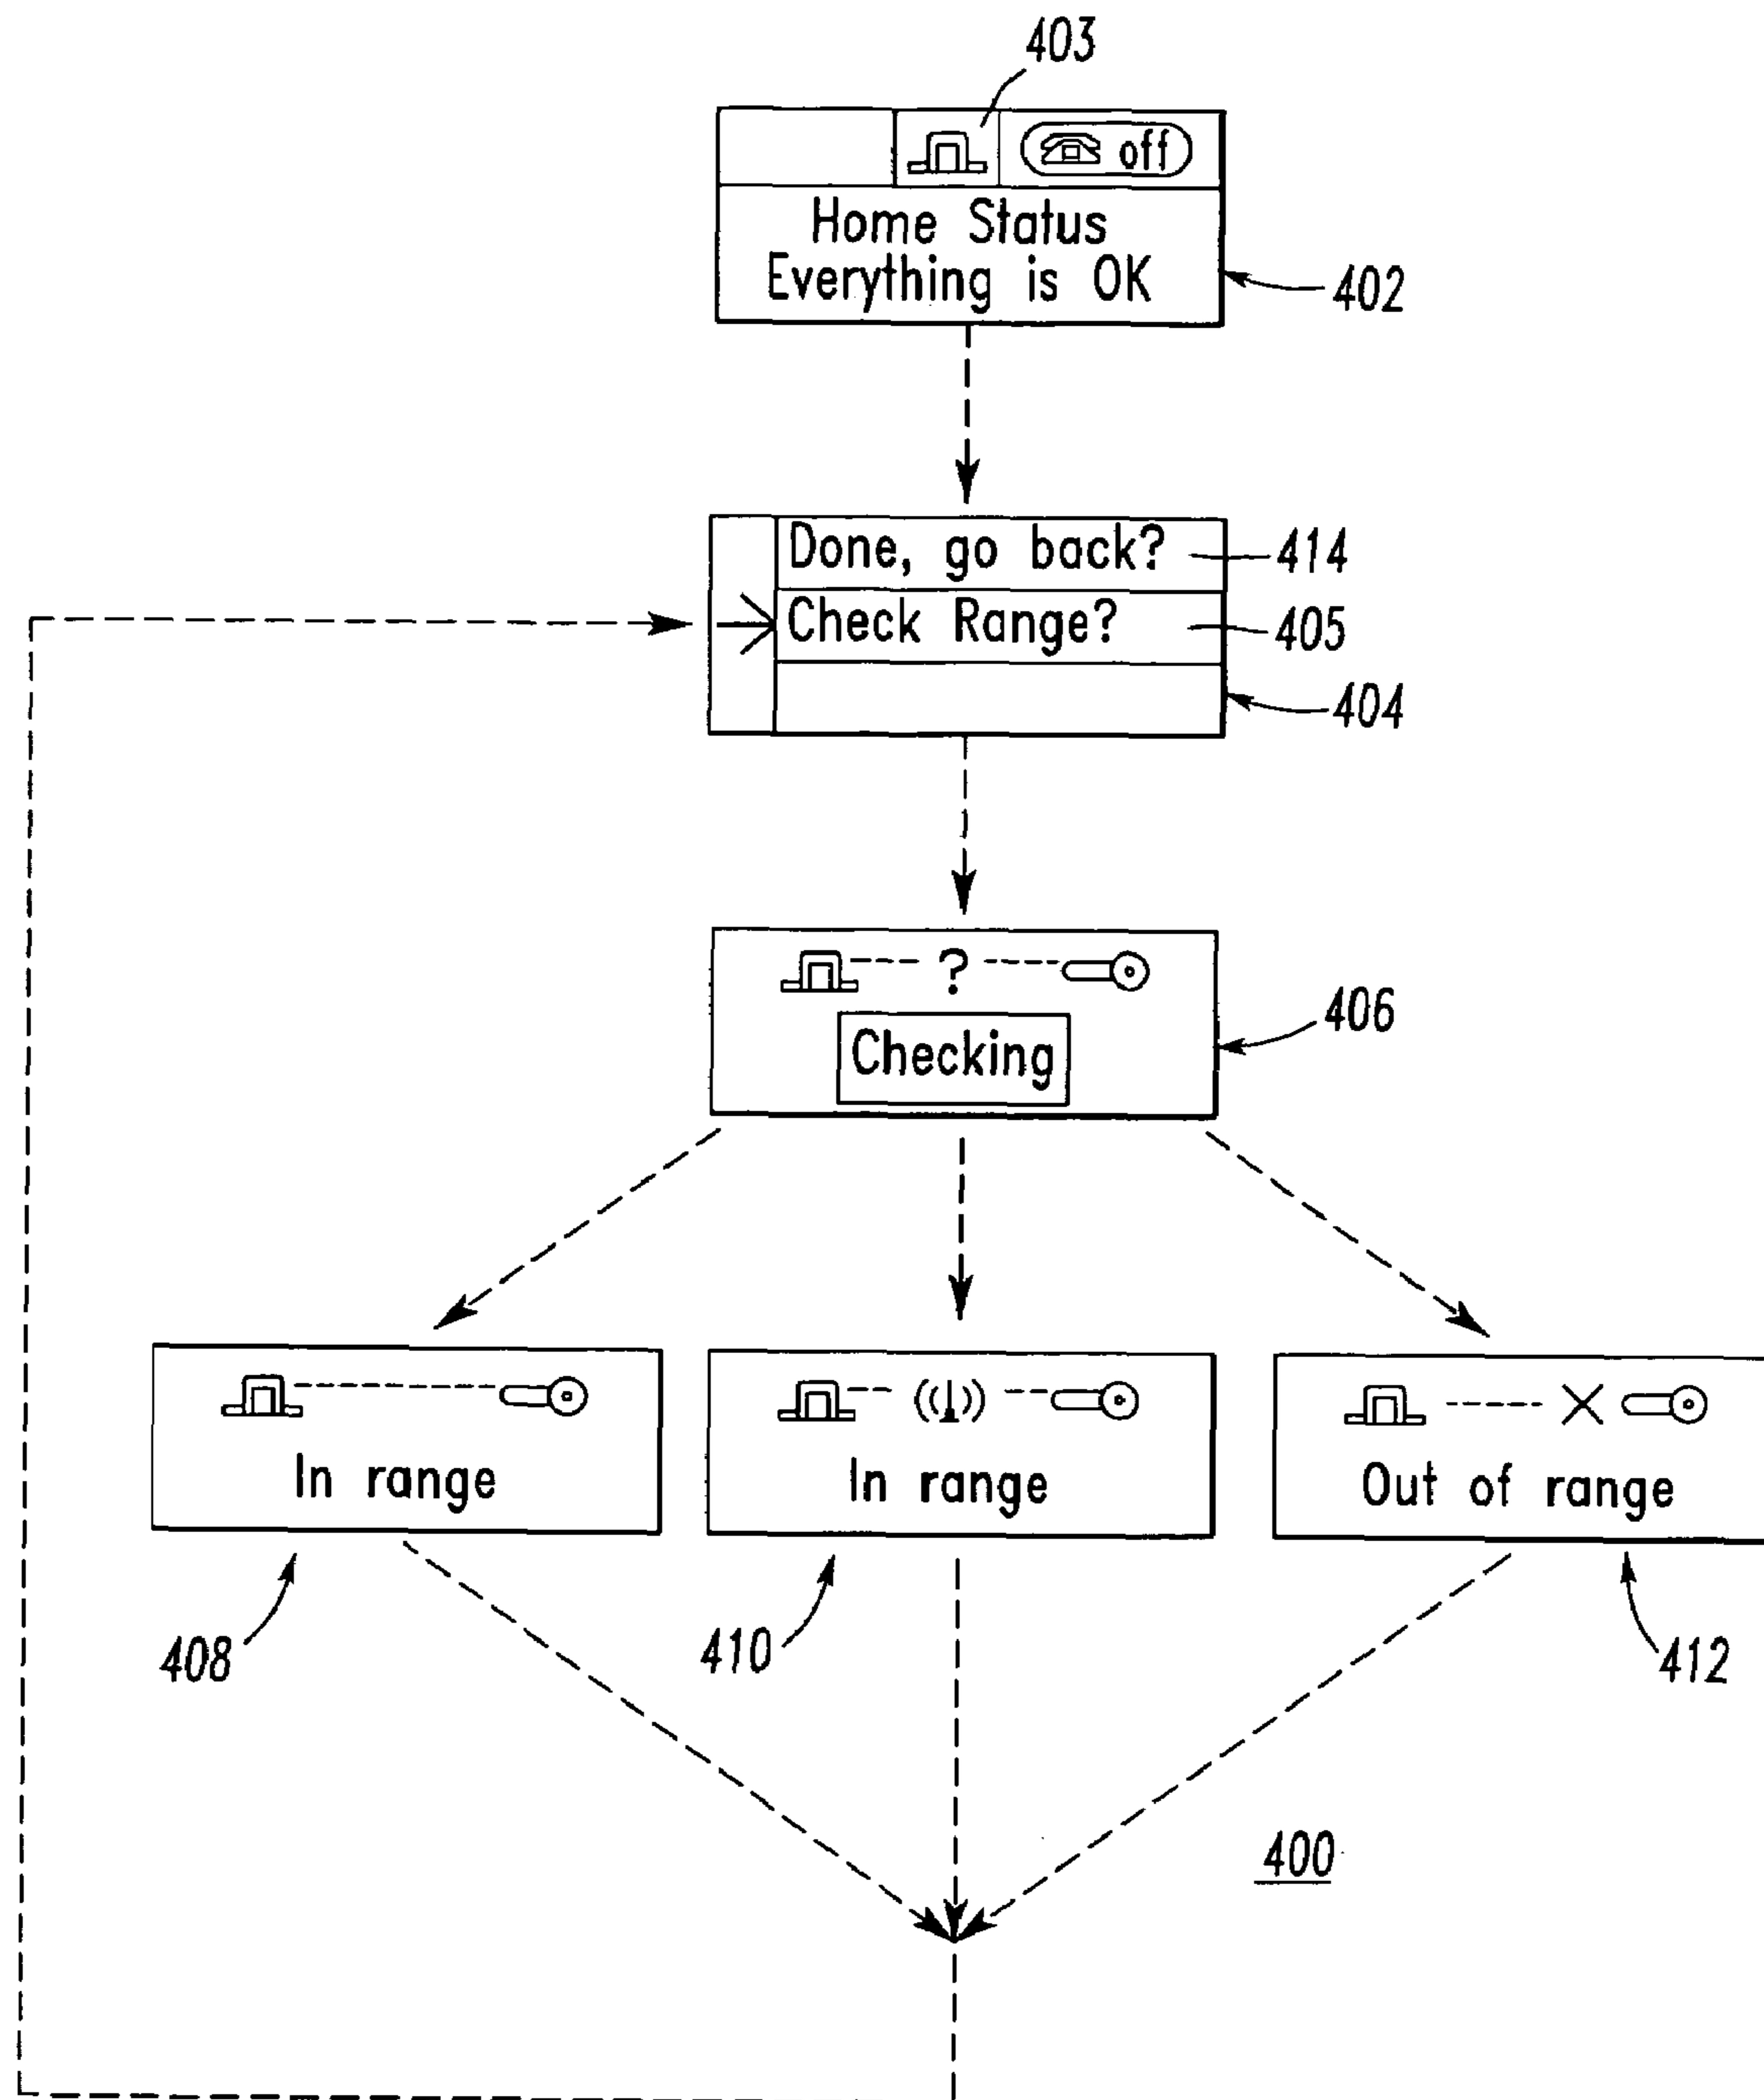 403
off
Home Status
Everything is OK
402
Done, go back?
414
Check Range?
405
404
?
Checking
406
In range
In range
Out of range
408
410
412
400